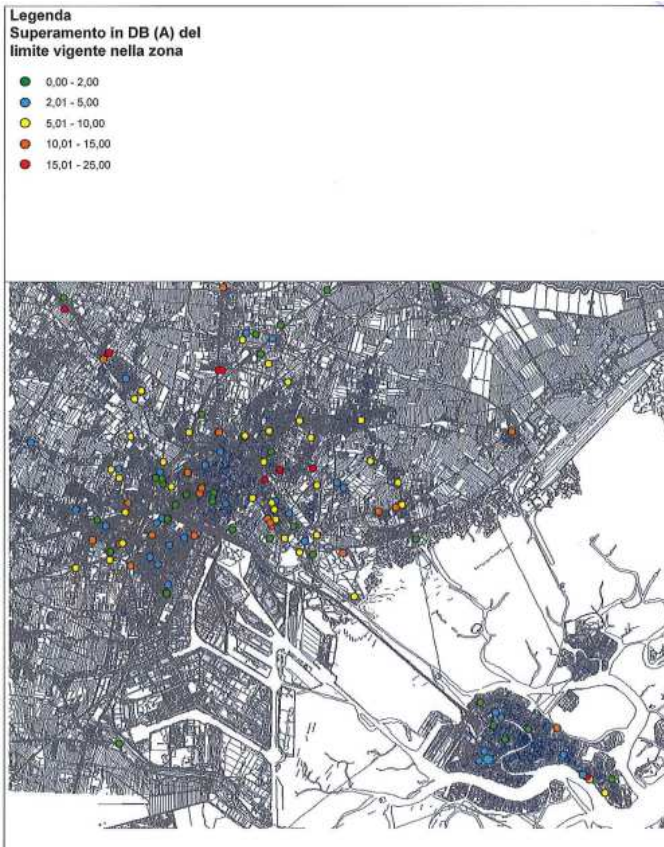 Legenda
Superamento in DB (A) del
limite vigente nella zona
0,00 - 2,00
2,01 - 5,00
5,01 - 10,00
10,01 - 15,00
15,01 - 25,00